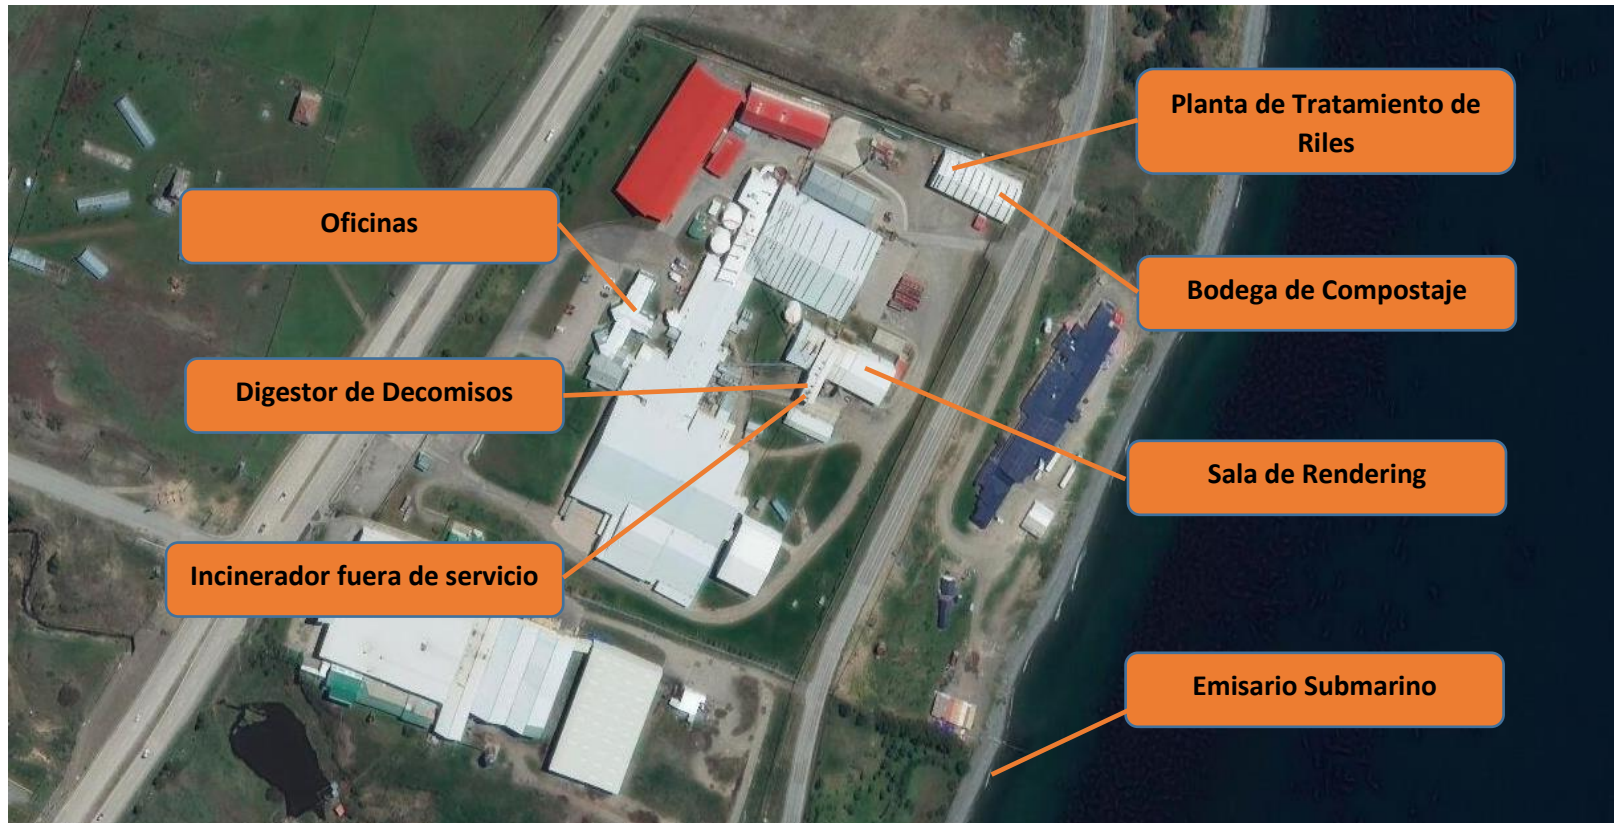 Planta de Tratamiento de
Riles
Oficinas
Bodega de Compostaje
Digestor de Decomisos
Sala de Rendering
Incinerador fuera de servicio
Emisario Submarino